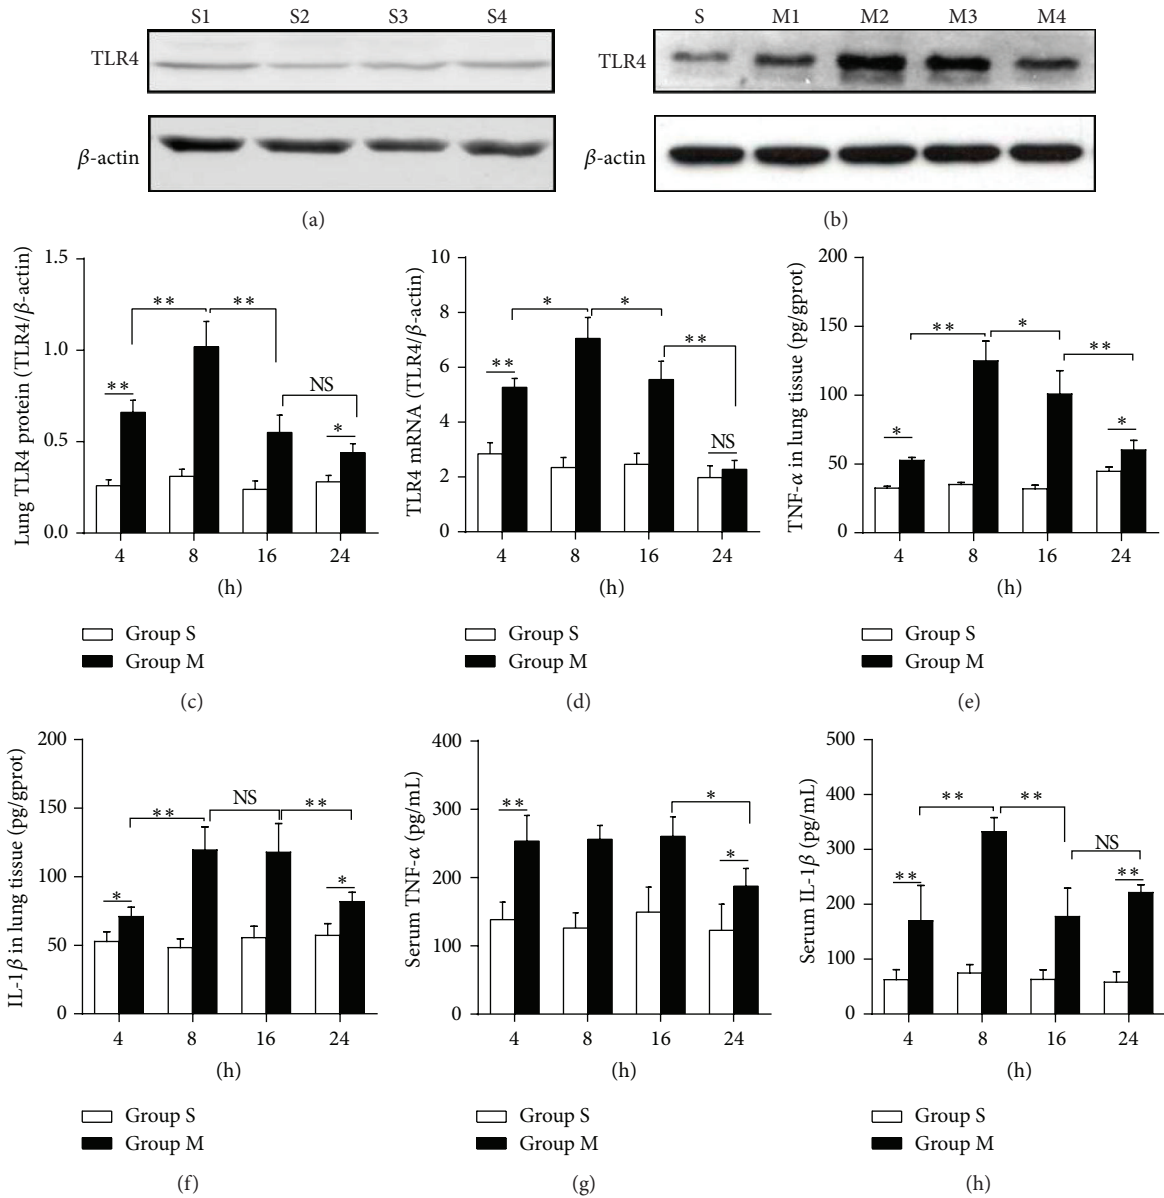 S1 S2 S3 S4
TLR4
β-actin
(a)
S M1 M2 M3 M4
TLR4
β-actin
(b)
Lung TLR4 protein (TLR4/β-actin)
1.5
1.0
0.5
0.0
** ** ** NS *
4 8 16 24
(h)
Group S
Group M
(c)
TLR4 mRNA (TLR4/β-actin)
10
8
6
4
2
0
** * * ** NS
4 8 16 24
(h)
Group S
Group M
(d)
TNF-α in lung tissue (pg/gprot)
200
150
100
50
0
* ** * ** *
4 8 16 24
(h)
Group S
Group M
(e)
IL-1β in lung tissue (pg/gprot)
200
150
100
50
0
* ** NS ** *
4 8 16 24
(h)
Group S
Group M
(f)
Serum TNF-α (pg/mL)
400
300
200
100
0
** * *
4 8 16 24
(h)
Group S
Group M
(g)
Serum IL-1β (pg/mL)
500
400
300
200
100
0
** ** ** NS **
4 8 16 24
(h)
Group S
Group M
(h)